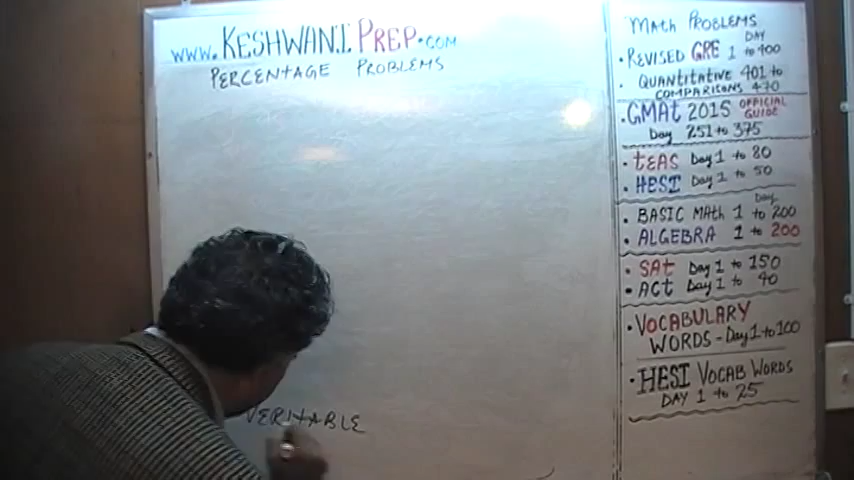 www.KESHWANIPREP.COM
PERCENTAGE PROBLEMS
VERITABLE
MATH PROBLEMS
DAY
• REVISED GRE 1 to 400
• QUANTITATIVE 401 to
COMPARISONS 470
• GMAt 2015 OFFICIAL GUIDE
Day 251 to 375
• TEAS Day 1 to 80
• HESI Day 1 to 50
Day
• BASIC MAth 1 to 200
• ALGEBRA 1 to 200
• SAt Day 1 to 150
• ACT Day 1 to 40
• VOCABULARY
WORDS - Day 1 to 100
• HESI VOCAB WORDS
DAY 1 to 25